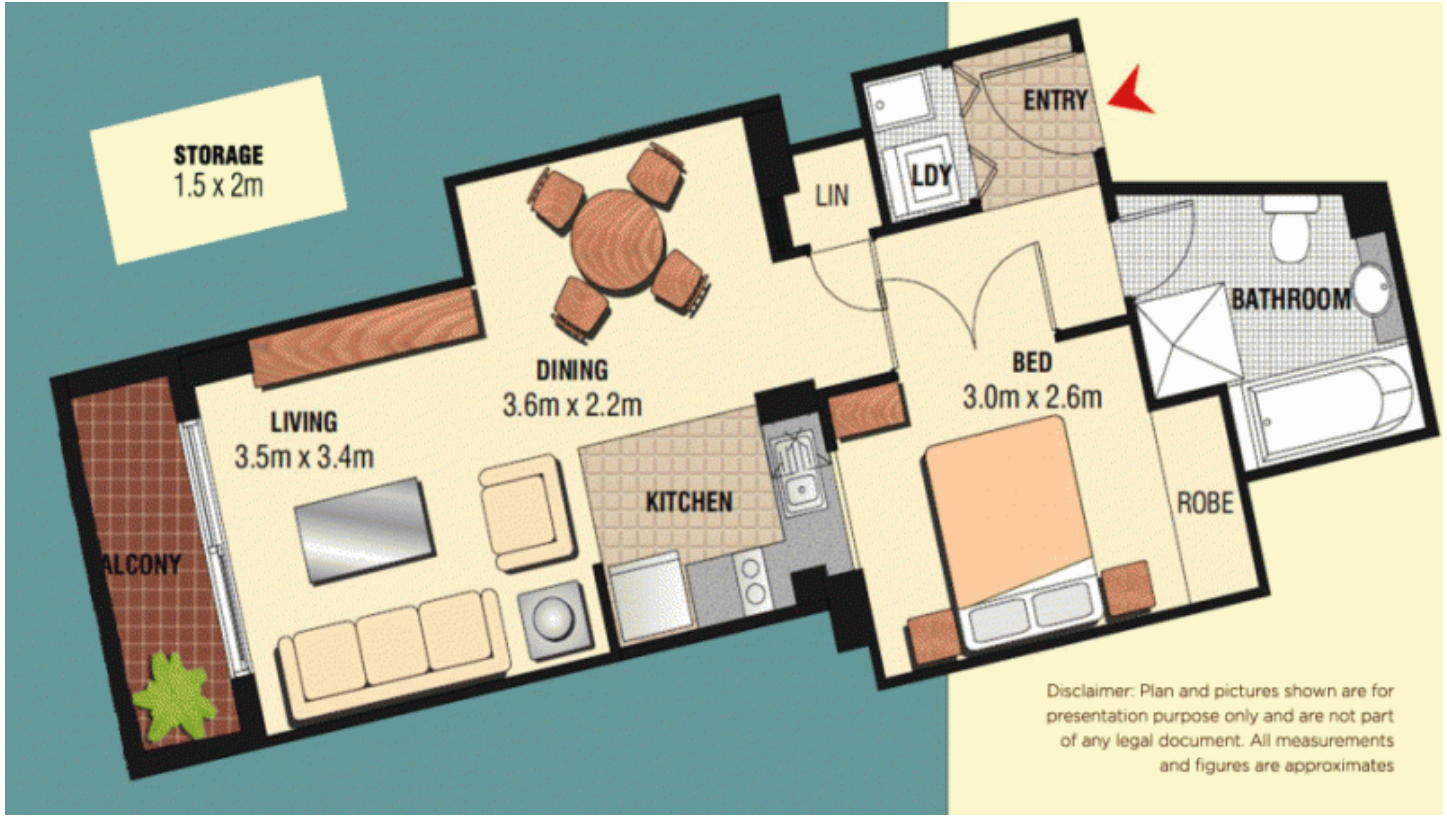 STORAGE
1.5 x 2m
ENTRY
LDY
LIN
BATHROOM
DINING
3.6m x 2.2m
BED
3.0m x 2.6m
LIVING
3.5m x 3.4m
KITCHEN
ROBE
ALCONY
Disclaimer: Plan and pictures shown are for
presentation purpose only and are not part
of any legal document. All measurements
and figures are approximates